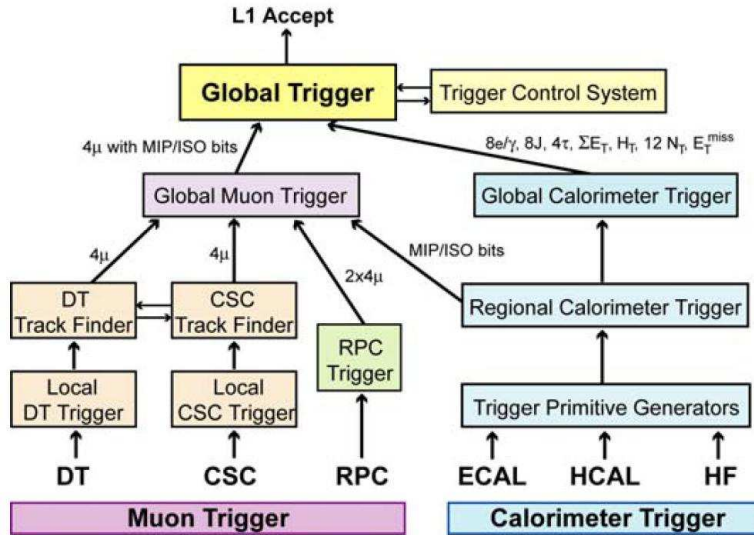 L1 Accept
Global Trigger
Trigger Control System
4μ with MIP/ISO bits
8e/γ, 8J, 4τ, ΣE_T, H_T, 12 N_T, E_T^miss
Global Muon Trigger
Global Calorimeter Trigger
4μ
4μ
2x4μ
MIP/ISO bits
DT
Track Finder
CSC
Track Finder
Regional Calorimeter Trigger
RPC
Trigger
Local
DT Trigger
Local
CSC Trigger
Trigger Primitive Generators
DT
CSC
RPC
ECAL
HCAL
HF
Muon Trigger
Calorimeter Trigger